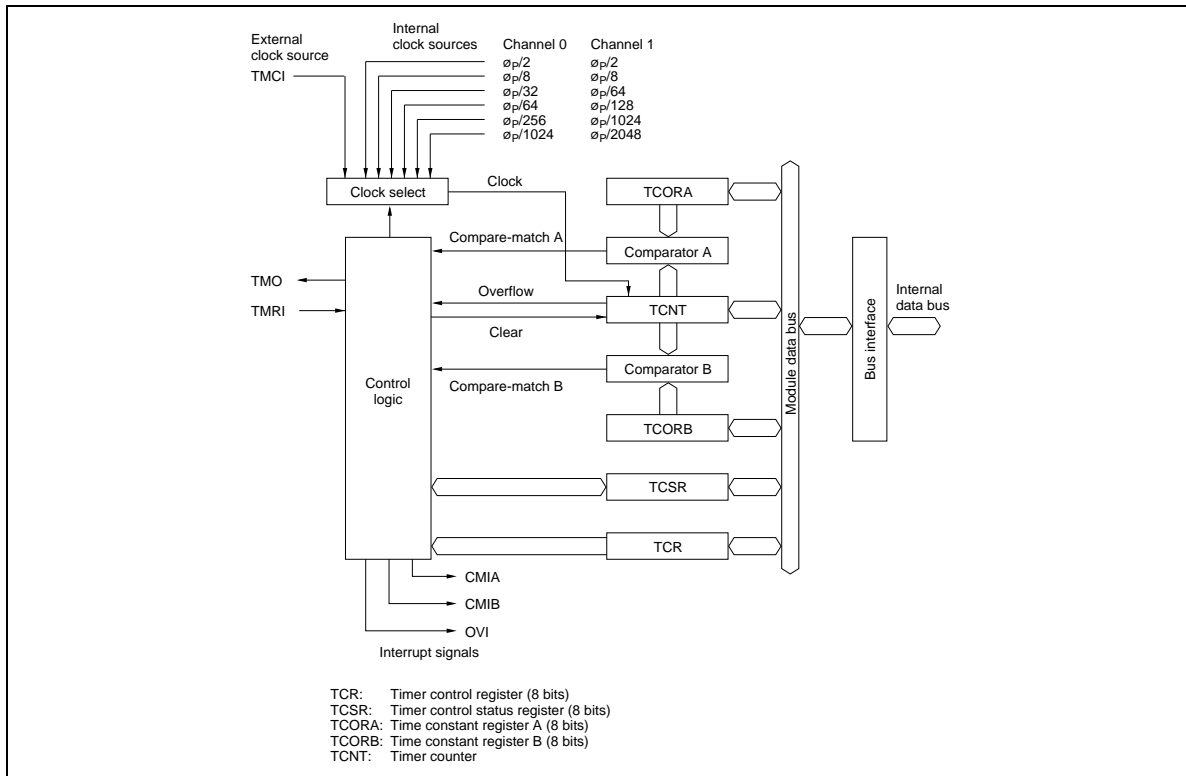 External
clock source
TMCI
Internal
clock sources
Channel 0 Channel 1
øP/2 øP/2
øP/8 øP/8
øP/32 øP/64
øP/64 øP/128
øP/256 øP/1024
øP/1024 øP/2048
Clock select
Clock
TCORA
Compare-match A
Comparator A
TMO
TMRI
Overflow
TCNT
Clear
Internal
data bus
Comparator B
Compare-match B
Control
logic
TCORB
Module data bus
Bus interface
TCSR
TCR
CMIA
CMIB
OVI
Interrupt signals
TCR: Timer control register (8 bits)
TCSR: Timer control status register (8 bits)
TCORA: Time constant register A (8 bits)
TCORB: Time constant register B (8 bits)
TCNT: Timer counter